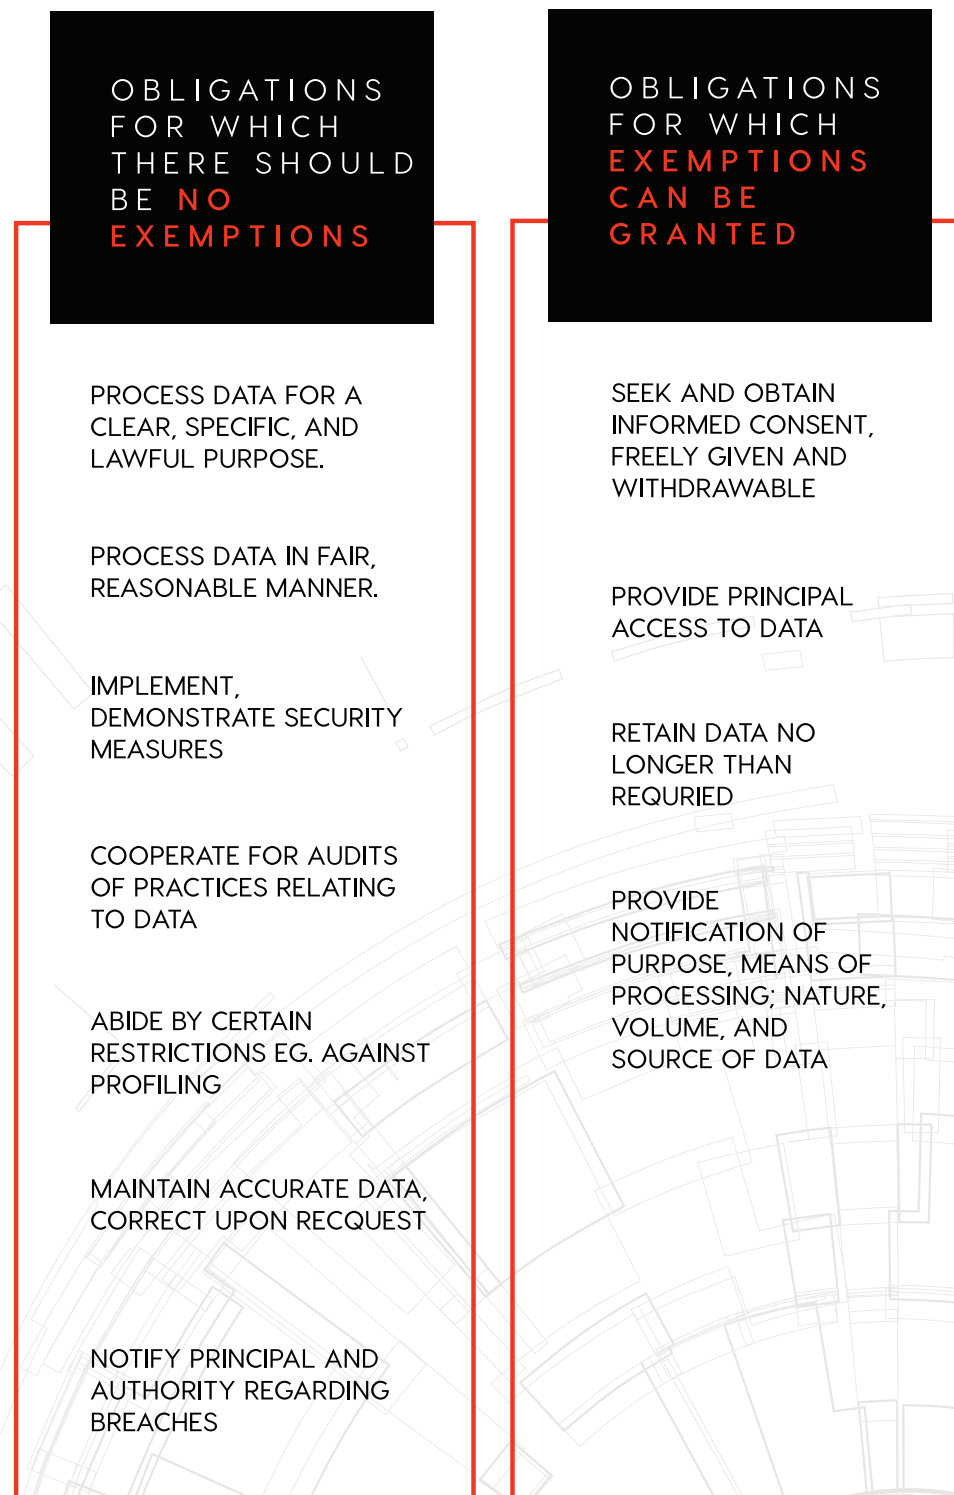 OBLIGATIONS
FOR WHICH
THERE SHOULD
BE NO
EXEMPTIONS
PROCESS DATA FOR A
CLEAR, SPECIFIC, AND
LAWFUL PURPOSE.
PROCESS DATA IN FAIR,
REASONABLE MANNER.
IMPLEMENT,
DEMONSTRATE SECURITY
MEASURES
COOPERATE FOR AUDITS
OF PRACTICES RELATING
TO DATA
ABIDE BY CERTAIN
RESTRICTIONS EG. AGAINST
PROFILING
MAINTAIN ACCURATE DATA,
CORRECT UPON RECQUEST
NOTIFY PRINCIPAL AND
AUTHORITY REGARDING
BREACHES
OBLIGATIONS
FOR WHICH
EXEMPTIONS
CAN BE
GRANTED
SEEK AND OBTAIN
INFORMED CONSENT,
FREELY GIVEN AND
WITHDRAWABLE
PROVIDE PRINCIPAL
ACCESS TO DATA
RETAIN DATA NO
LONGER THAN
REQURIED
PROVIDE
NOTIFICATION OF
PURPOSE, MEANS OF
PROCESSING; NATURE,
VOLUME, AND
SOURCE OF DATA